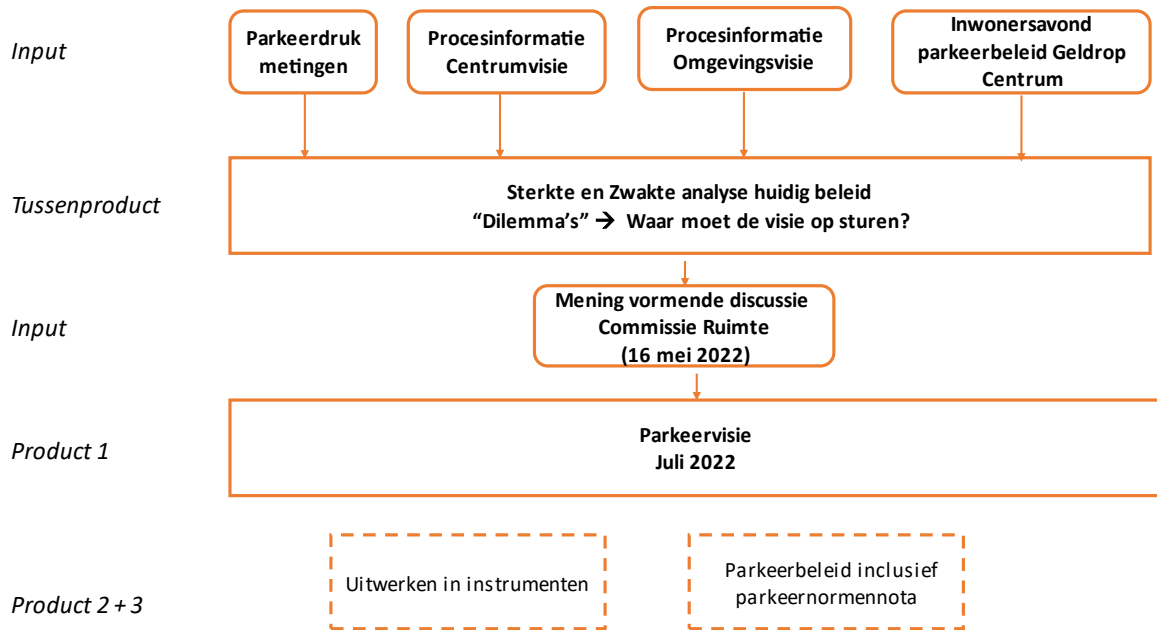 Input
Parkeerdruk
metingen
Procesinformatie
Centrumvisie
Procesinformatie
Omgevingsvisie
Inwonersavond
parkeerbeleid Geldrop
Centrum
Tussenproduct
Sterkte en Zwakte analyse huidig beleid
“Dilemma’s” → Waar moet de visie op sturen?
Input
Mening vormende discussie
Commissie Ruimte
(16 mei 2022)
Product 1
Parkeervisie
Juli 2022
Product 2 + 3
Uitwerken in instrumenten
Parkeerbeleid inclusief
parkeernormennota